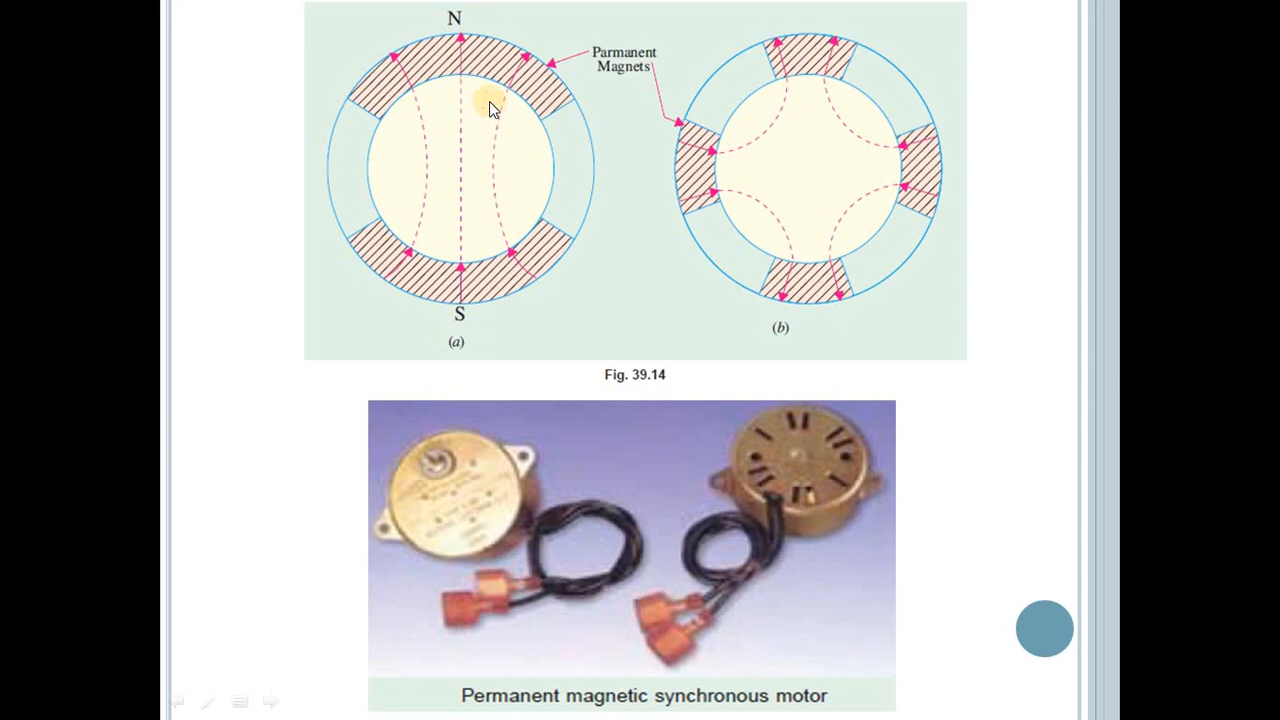 N
Parmanent
Magnets
S
(a)
(b)
Fig. 39.14
Permanent magnetic synchronous motor